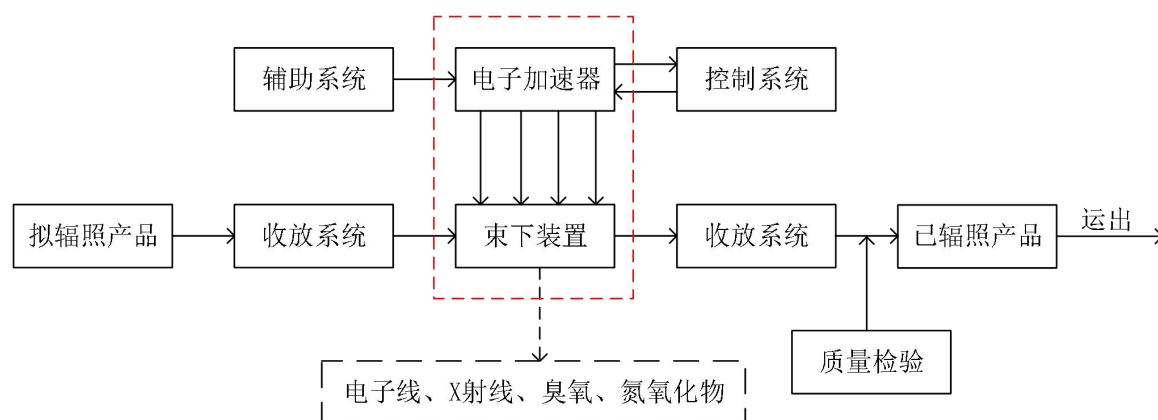 辅助系统
电子加速器
控制系统
拟辐照产品
收放系统
束下装置
收放系统
已辐照产品
运出
质量检验
电子线、X射线、臭氧、氮氧化物